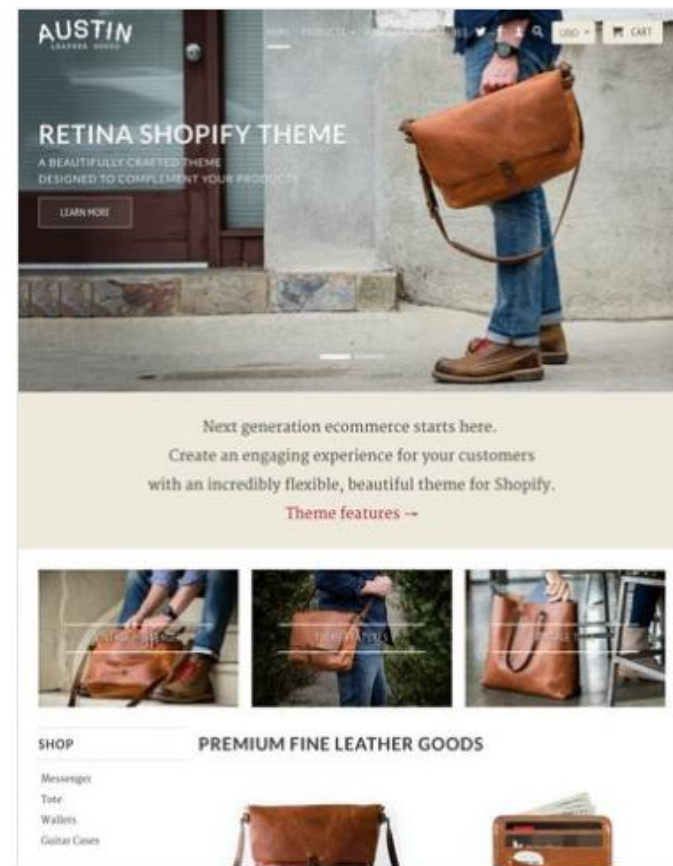 AUSTIN
LEATHER GOODS
HOME PRODUCTS
USD CART
RETINA SHOPIFY THEME
A BEAUTIFULLY CRAFTED THEME
DESIGNED TO COMPLEMENT YOUR PRODUCTS
LEARN MORE
Next generation ecommerce starts here.
Create an engaging experience for your customers
with an incredibly flexible, beautiful theme for Shopify.
Theme features →
SHOP
PREMIUM FINE LEATHER GOODS
Messenger
Tote
Wallets
Guitar Cases